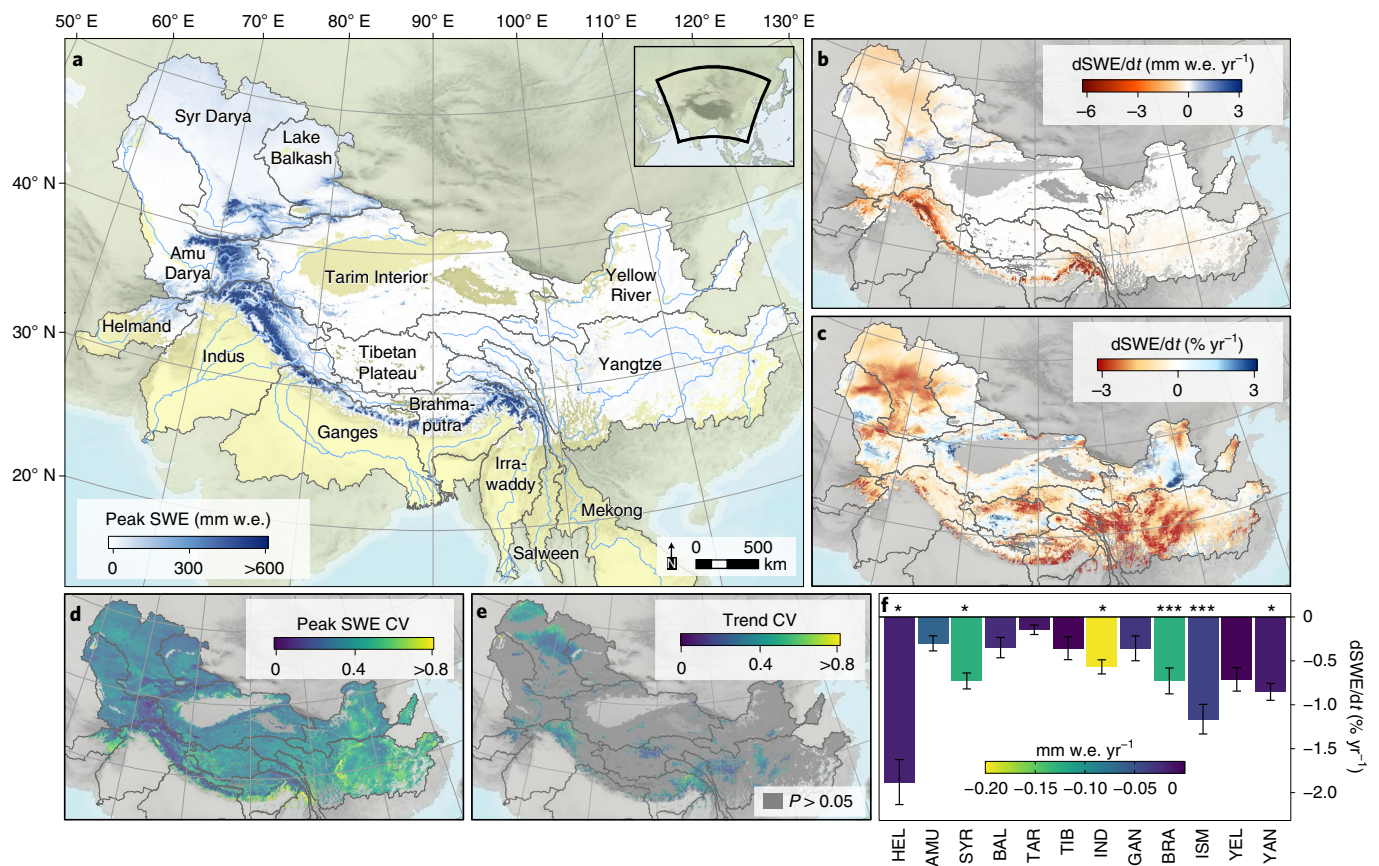 50° E 60° E 70° E 80° E 90° E 100° E 110° E 120° E 130° E
40° N
30° N
20° N
a
Syr Darya
Lake
Balkash
Amu
Darya
Tarim Interior
Yellow
River
Helmand
Indus
Tibetan
Plateau
Yangtze
Brahma-
putra
Ganges
Irra-
waddy
Mekong
Salween
Peak SWE (mm w.e.)
0 300 >600
N
0 500
km
b
dSWE/dt (mm w.e. yr−1)
−6 −3 0 3
c
dSWE/dt (% yr−1)
−3 0 3
d
Peak SWE CV
0 0.4 >0.8
e
Trend CV
0 0.4 >0.8
P > 0.05
f
* * * *** *** *
0
−0.5
−1.0
−1.5
−2.0
dSWE/dt (% yr−1)
mm w.e. yr−1
−0.20 −0.15 −0.10 −0.05 0
HEL AMU SYR BAL TAR TIB IND GAN BRA ISM YEL YAN